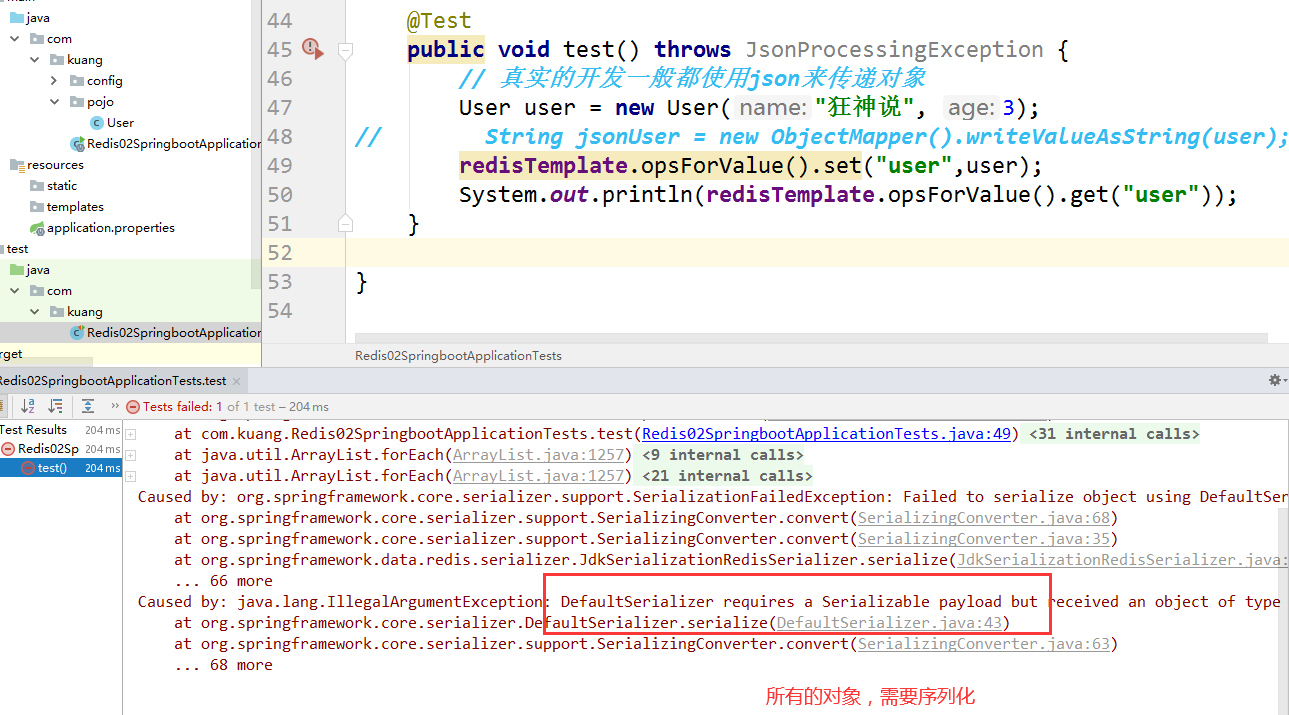 java
com
kuang
config
pojo
User
Redis02SpringbootApplication
resources
static
templates
application.properties
test
java
com
kuang
Redis02SpringbootApplication
44 @Test
45 public void test() throws JsonProcessingException {
46 // 真实的开发一般都使用json来传递对象
47 User user = new User( name: "狂神说", age: 3);
48 // String jsonUser = new ObjectMapper().writeValueAsString(user);
49 redisTemplate.opsForValue().set("user",user);
50 System.out.println(redisTemplate.opsForValue().get("user"));
51 }
52
53 }
54
Redis02SpringbootApplicationTests
Redis02SpringbootApplicationTests.test ×
Tests failed: 1 of 1 test – 204 ms
Test Results 204 ms
Redis02Sp 204 ms
test() 204 ms
at com.kuang.Redis02SpringbootApplicationTests.test(Redis02SpringbootApplicationTests.java:49) <31 internal calls>
at java.util.ArrayList.forEach(ArrayList.java:1257) <9 internal calls>
at java.util.ArrayList.forEach(ArrayList.java:1257) <21 internal calls>
Caused by: org.springframework.core.serializer.support.SerializationFailedException: Failed to serialize object using DefaultSer
at org.springframework.core.serializer.support.SerializingConverter.convert(SerializingConverter.java:68)
at org.springframework.core.serializer.support.SerializingConverter.convert(SerializingConverter.java:35)
at org.springframework.data.redis.serializer.JdkSerializationRedisSerializer.serialize(JdkSerializationRedisSerializer.java:
... 66 more
Caused by: java.lang.IllegalArgumentException: DefaultSerializer requires a Serializable payload but received an object of type
at org.springframework.core.serializer.DefaultSerializer.serialize(DefaultSerializer.java:43)
at org.springframework.core.serializer.support.SerializingConverter.convert(SerializingConverter.java:63)
... 68 more
所有的对象，需要序列化